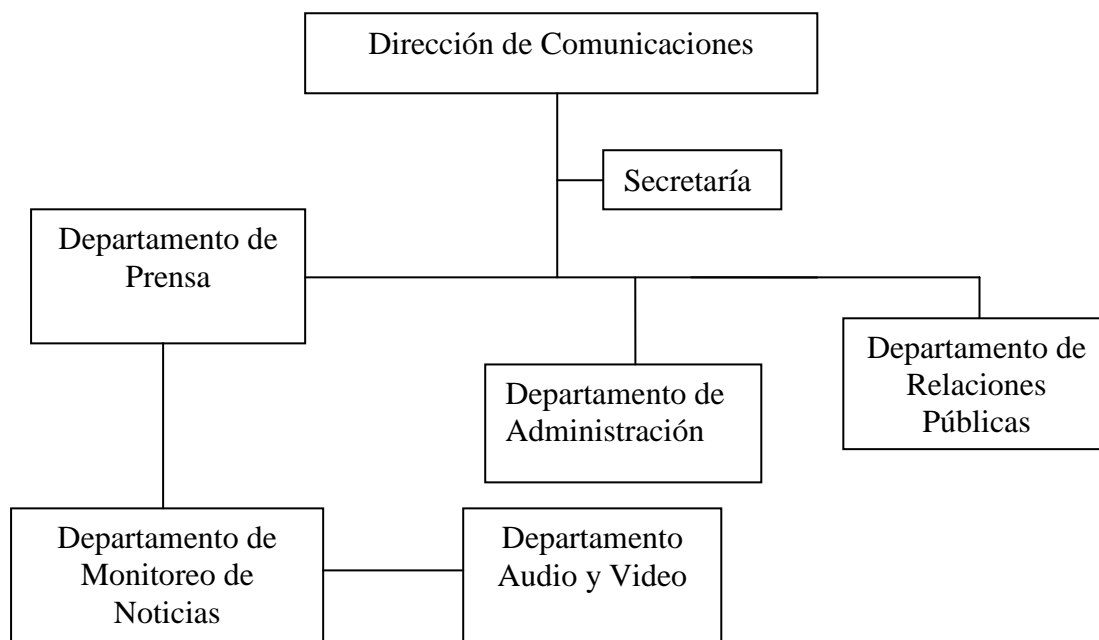 Dirección de Comunicaciones
Secretaría
Departamento de
Prensa
Departamento de
Administración
Departamento de
Relaciones
Públicas
Departamento de
Monitoreo de
Noticias
Departamento
Audio y Video